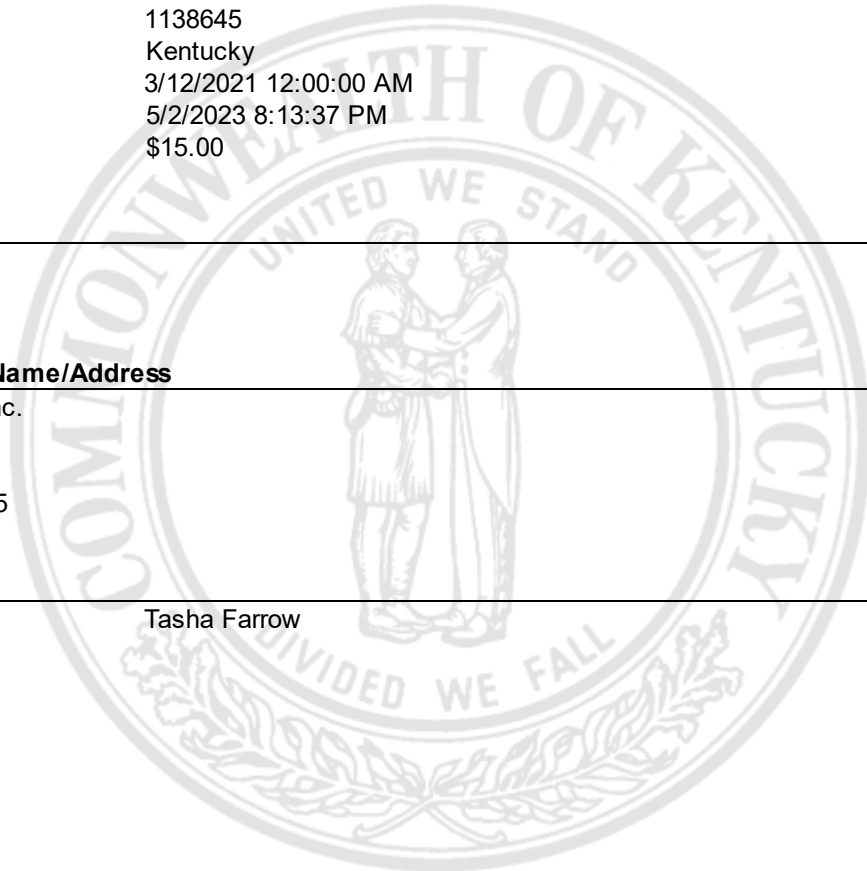 1138645
Kentucky
3/12/2021 12:00:00 AM
5/2/2023 8:13:37 PM
$15.00
COMMONWEALTH OF KENTUCKY
UNITED WE STAND
Name/Address
nc.
5
Tasha Farrow
DIVIDED WE FALL